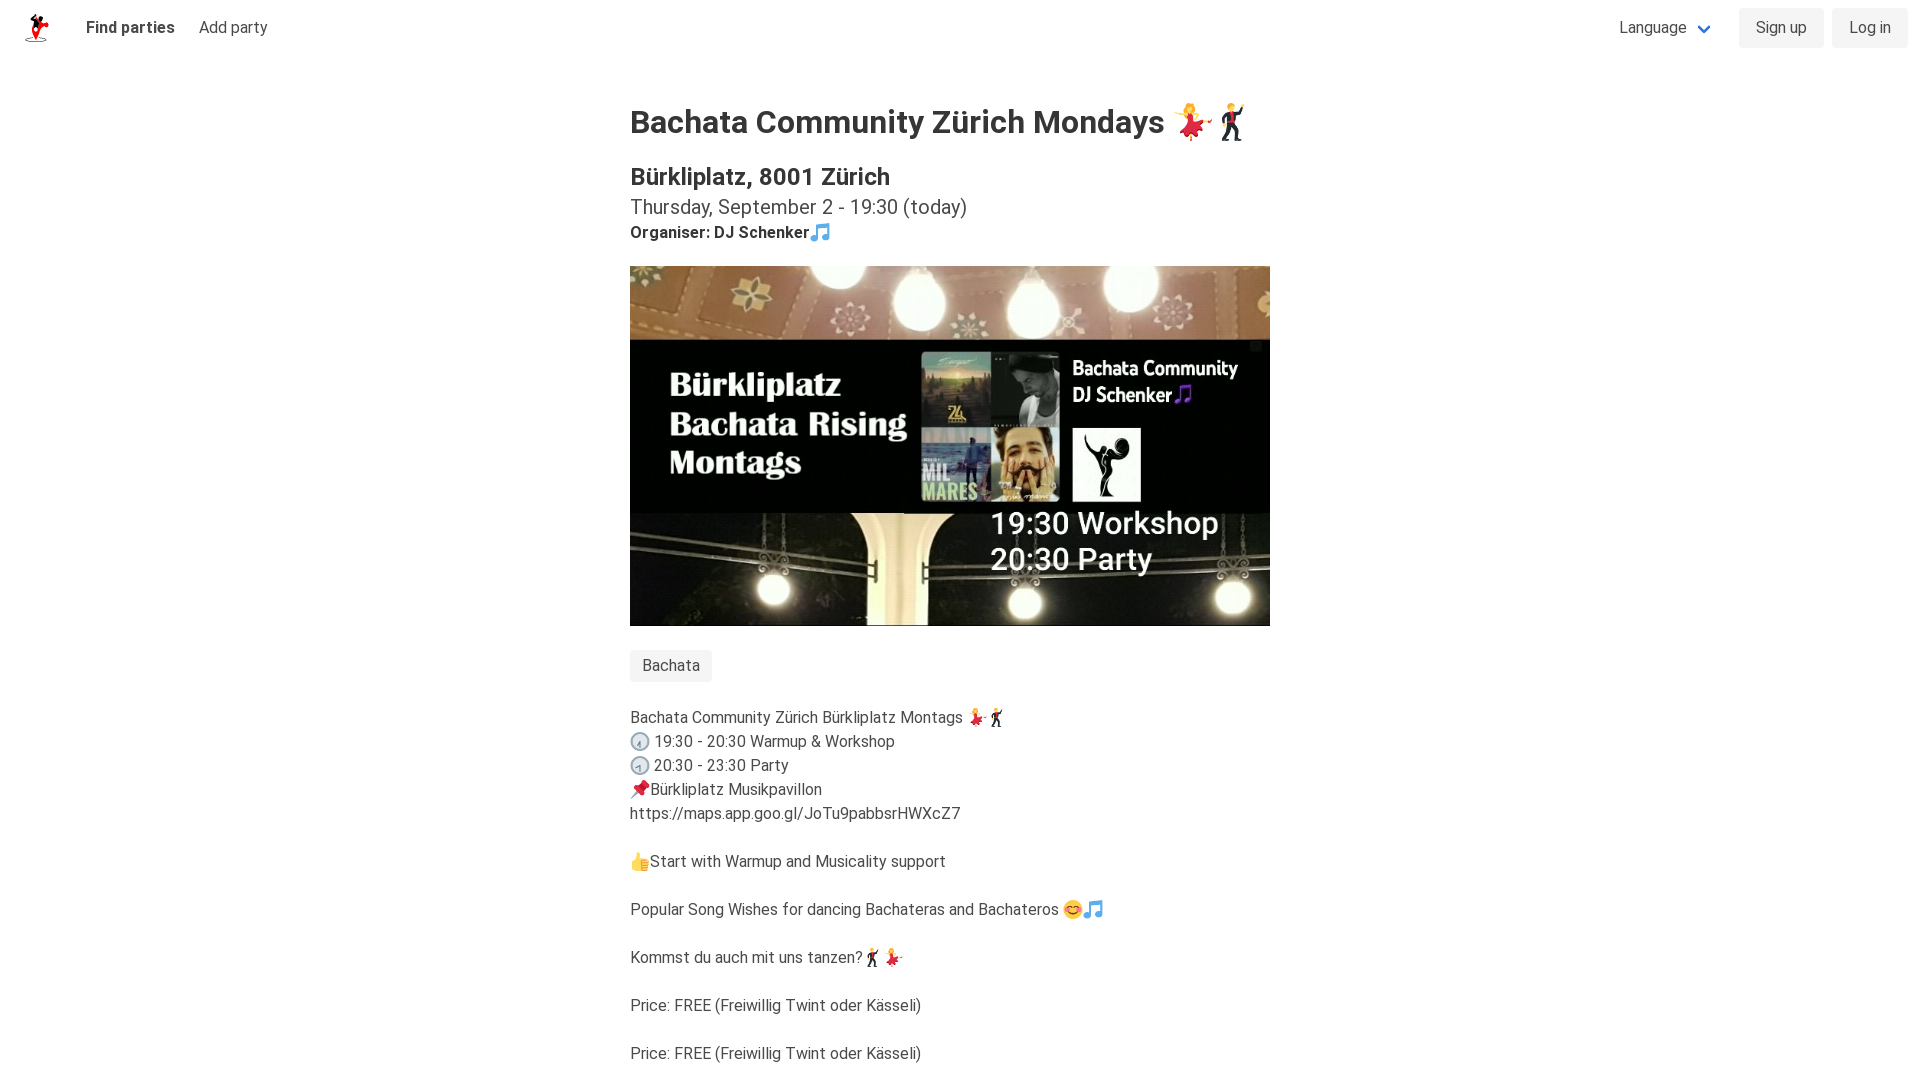 Find parties
Add party
Language
Sign up
Log in
Bachata Community Zürich Mondays 💃🕺
Bürkliplatz, 8001 Zürich
Thursday, September 2 - 19:30 (today)
Organiser: DJ Schenker🎵
Bürkliplatz
Bachata Rising
Montags
24
MIL
MARES
Bachata Community
DJ Schenker🎵
19:30 Workshop
20:30 Party
Bachata
Bachata Community Zürich Bürkliplatz Montags 💃🕺
🕢 19:30 - 20:30 Warmup & Workshop
🕣 20:30 - 23:30 Party
📌Bürkliplatz Musikpavillon
https://maps.app.goo.gl/JoTu9pabbsrHWXcZ7
👍Start with Warmup and Musicality support
Popular Song Wishes for dancing Bachateras and Bachateros 😊🎵
Kommst du auch mit uns tanzen?🕺💃
Price: FREE (Freiwillig Twint oder Kässeli)
Price: FREE (Freiwillig Twint oder Kässeli)